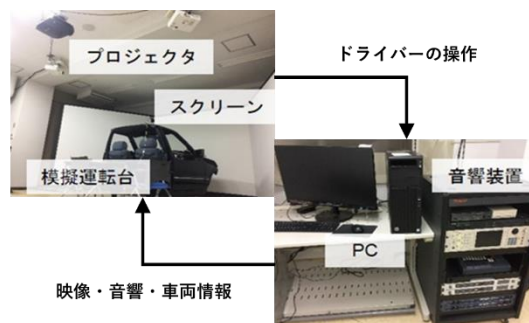 プロジェクタ
ドライバーの操作
スクリーン
模擬運転台
音響装置
PC
映像・音響・車両情報